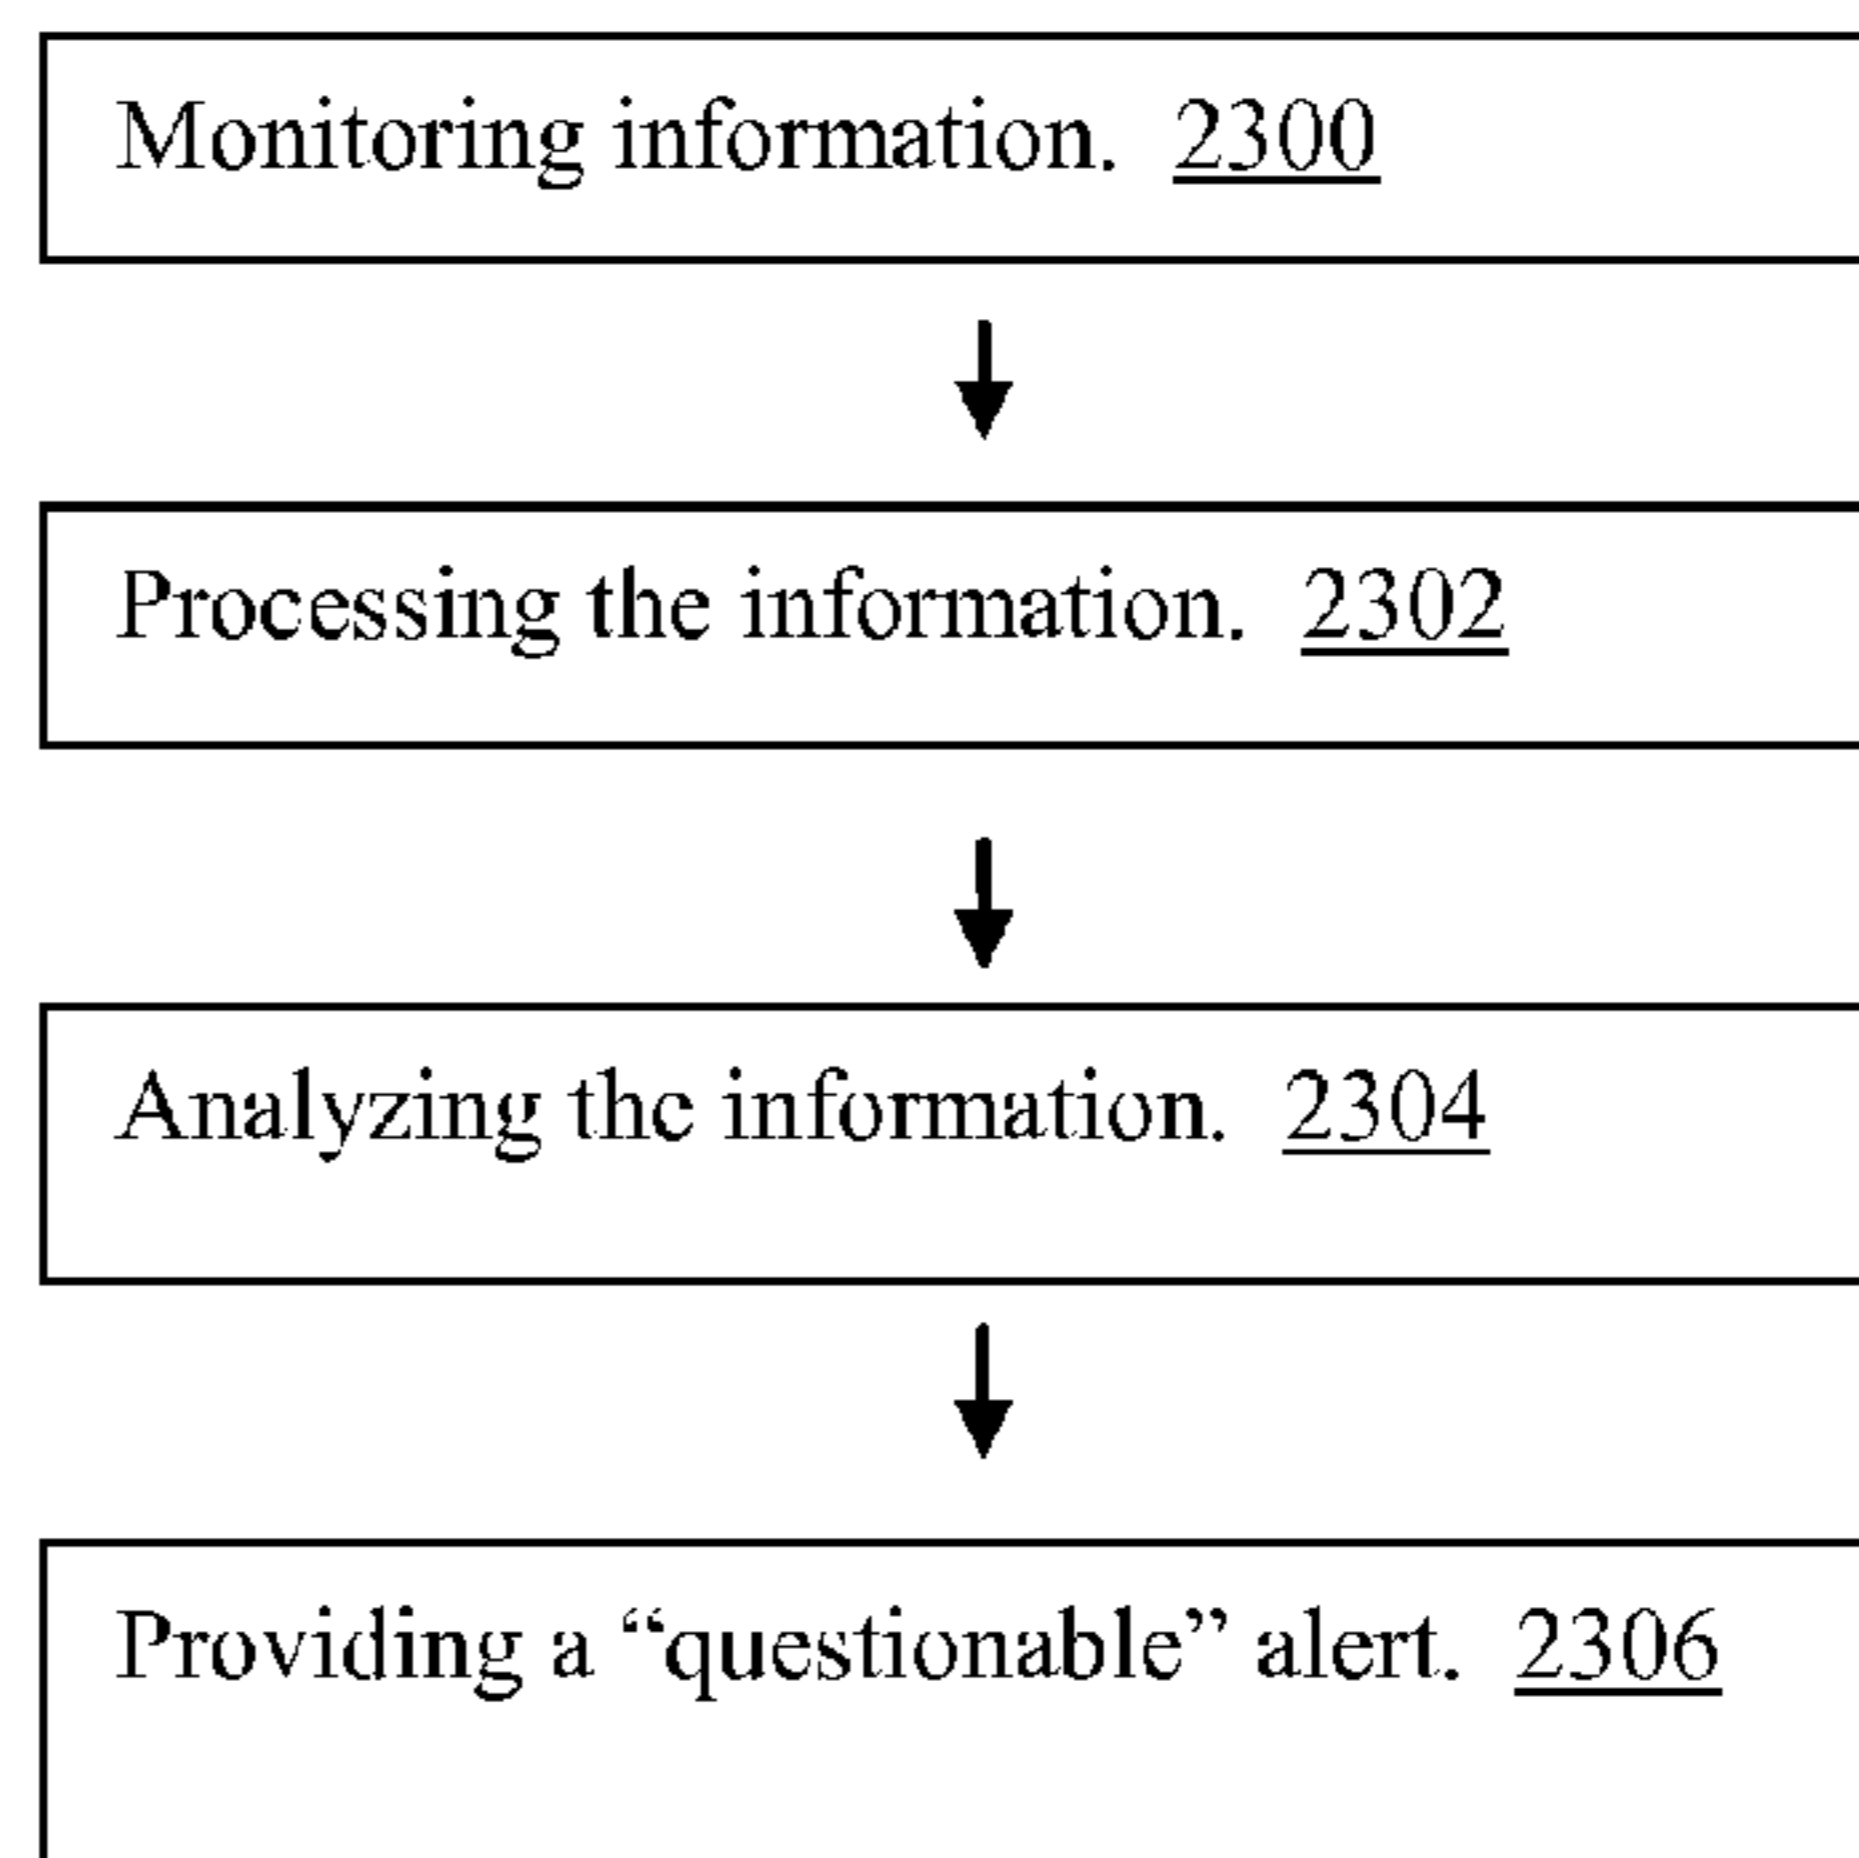 Monitoring information. 2300
Processing the information. 2302
Analyzing the information. 2304
Providing a “questionable” alert. 2306